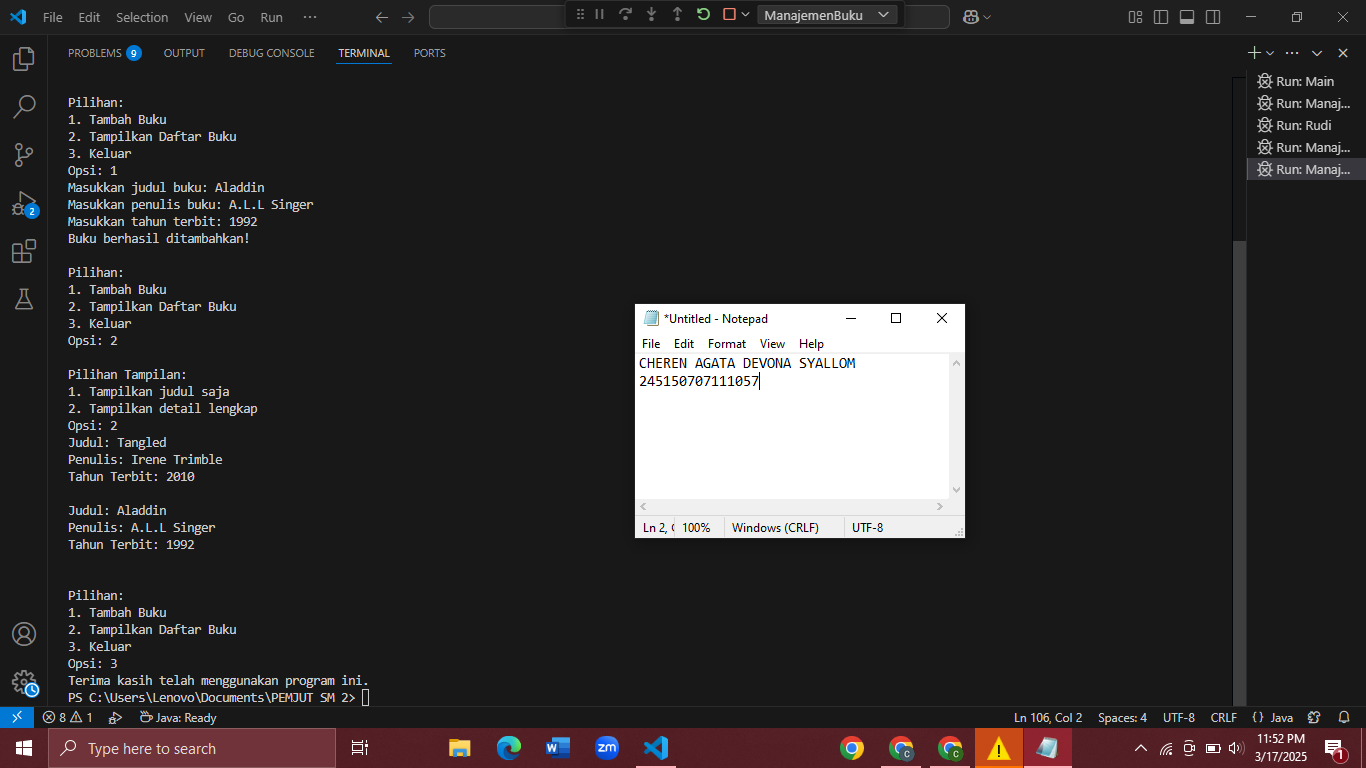 File Edit Selection View Go Run ···
ManajemenBuku
PROBLEMS 9 OUTPUT DEBUG CONSOLE TERMINAL PORTS
Pilihan:
1. Tambah Buku
2. Tampilkan Daftar Buku
3. Keluar
Opsi: 1
Masukkan judul buku: Aladdin
Masukkan penulis buku: A.L.L Singer
Masukkan tahun terbit: 1992
Buku berhasil ditambahkan!
Pilihan:
1. Tambah Buku
2. Tampilkan Daftar Buku
3. Keluar
Opsi: 2
Pilihan Tampilan:
1. Tampilkan judul saja
2. Tampilkan detail lengkap
Opsi: 2
Judul: Tangled
Penulis: Irene Trimble
Tahun Terbit: 2010
Judul: Aladdin
Penulis: A.L.L Singer
Tahun Terbit: 1992
Pilihan:
1. Tambah Buku
2. Tampilkan Daftar Buku
3. Keluar
Opsi: 3
Terima kasih telah menggunakan program ini.
PS C:\Users\Lenovo\Documents\PEMJUT SM 2>
Run: Main
Run: Manaj...
Run: Rudi
Run: Manaj...
Run: Manaj...
2
*Untitled - Notepad
File Edit Format View Help
CHEREN AGATA DEVONA SYALLOM
245150707111057
Ln 2, 100% Windows (CRLF) UTF-8
8 1 Java: Ready
Ln 106, Col 2 Spaces: 4 UTF-8 CRLF {} Java
Type here to search
W
zm
C
C
11:52 PM
3/17/2025
1